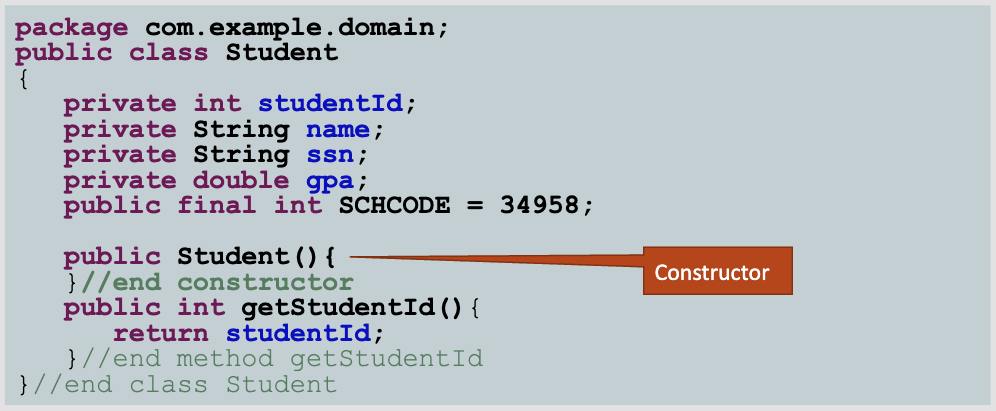 package com.example.domain;
public class Student
{
   private int studentId;
   private String name;
   private String ssn;
   private double gpa;
   public final int SCHCODE = 34958;

   public Student(){
   }//end constructor
   public int getStudentId(){
      return studentId;
   }//end method getStudentId
}//end class Student
Constructor